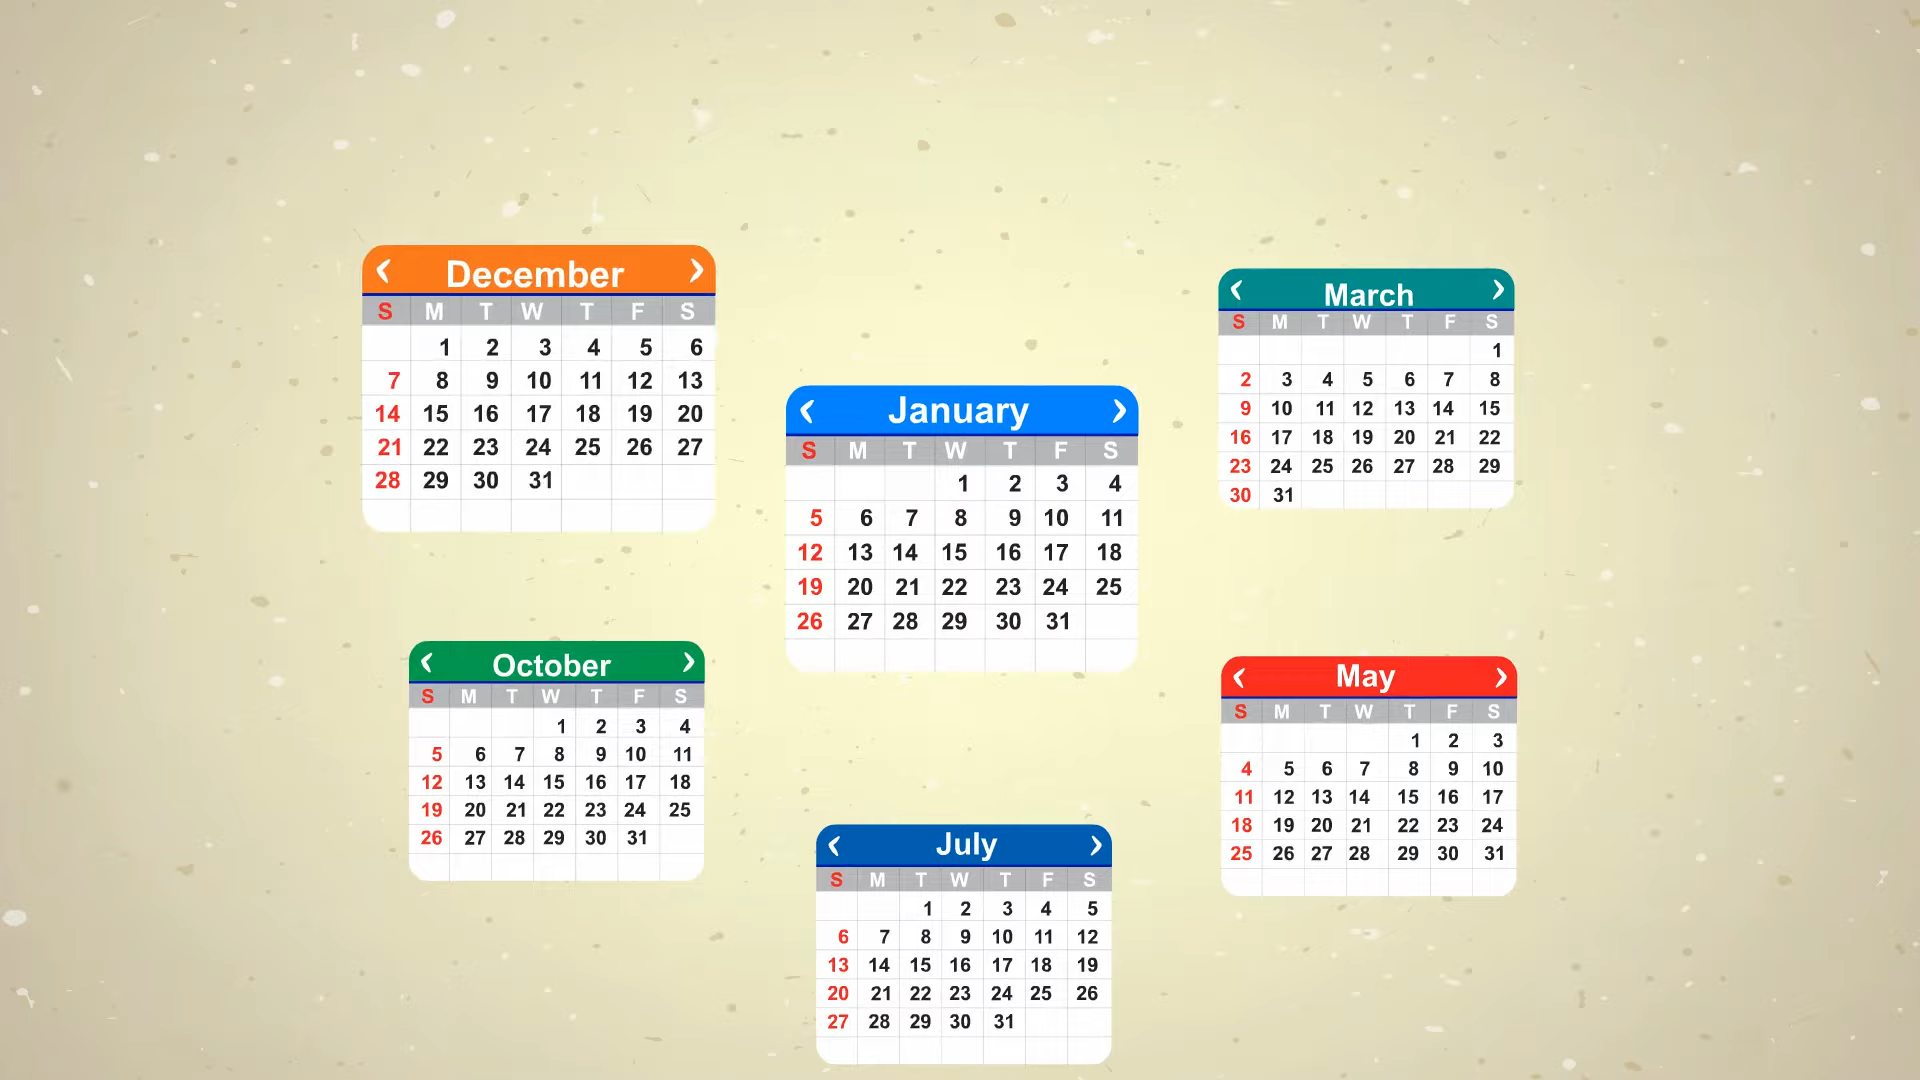 December
S M T W T F S
1 2 3 4 5 6
7 8 9 10 11 12 13
14 15 16 17 18 19 20
21 22 23 24 25 26 27
28 29 30 31
January
S M T W T F S
1 2 3 4
5 6 7 8 9 10 11
12 13 14 15 16 17 18
19 20 21 22 23 24 25
26 27 28 29 30 31
March
S M T W T F S
1
2 3 4 5 6 7 8
9 10 11 12 13 14 15
16 17 18 19 20 21 22
23 24 25 26 27 28 29
30 31
October
S M T W T F S
1 2 3 4
5 6 7 8 9 10 11
12 13 14 15 16 17 18
19 20 21 22 23 24 25
26 27 28 29 30 31
July
S M T W T F S
1 2 3 4 5
6 7 8 9 10 11 12
13 14 15 16 17 18 19
20 21 22 23 24 25 26
27 28 29 30 31
May
S M T W T F S
1 2 3
4 5 6 7 8 9 10
11 12 13 14 15 16 17
18 19 20 21 22 23 24
25 26 27 28 29 30 31